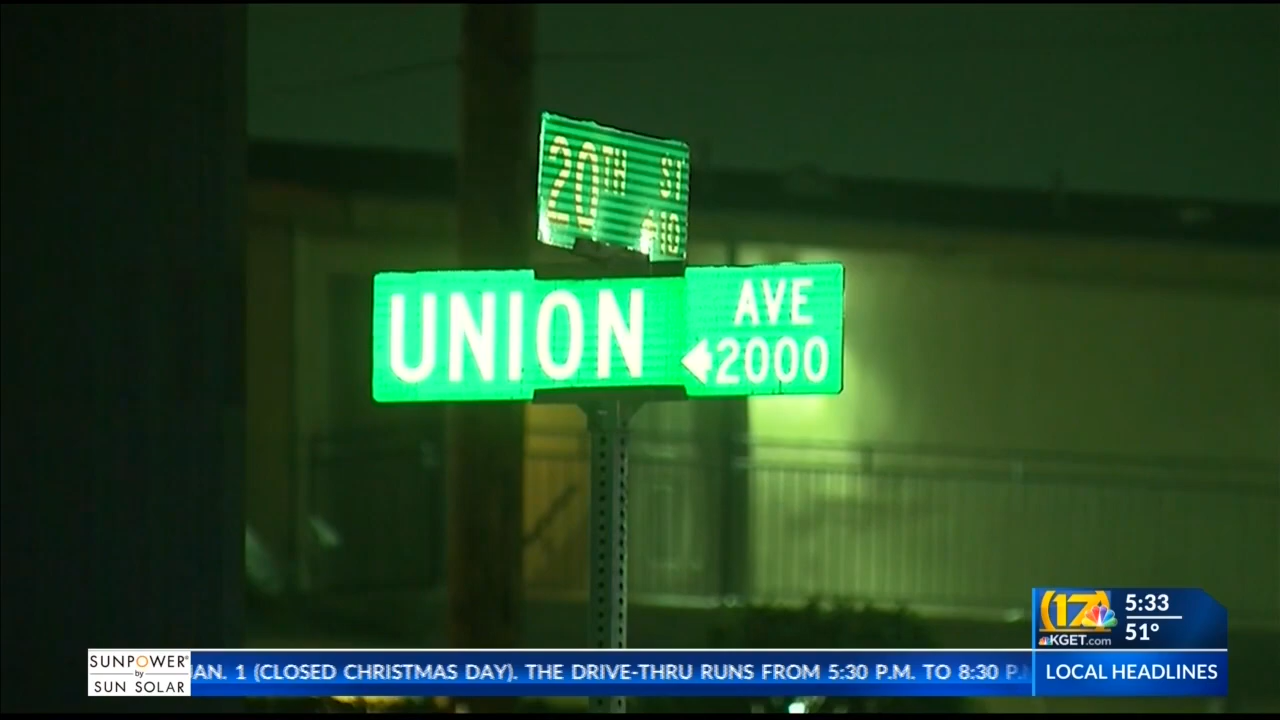 20TH ST
UNION AVE
2000
17
KGET.com
5:33
51°
SUNPOWER®
by
SUN SOLAR
AN. 1 (CLOSED CHRISTMAS DAY). THE DRIVE-THRU RUNS FROM 5:30 P.M. TO 8:30 P.
LOCAL HEADLINES